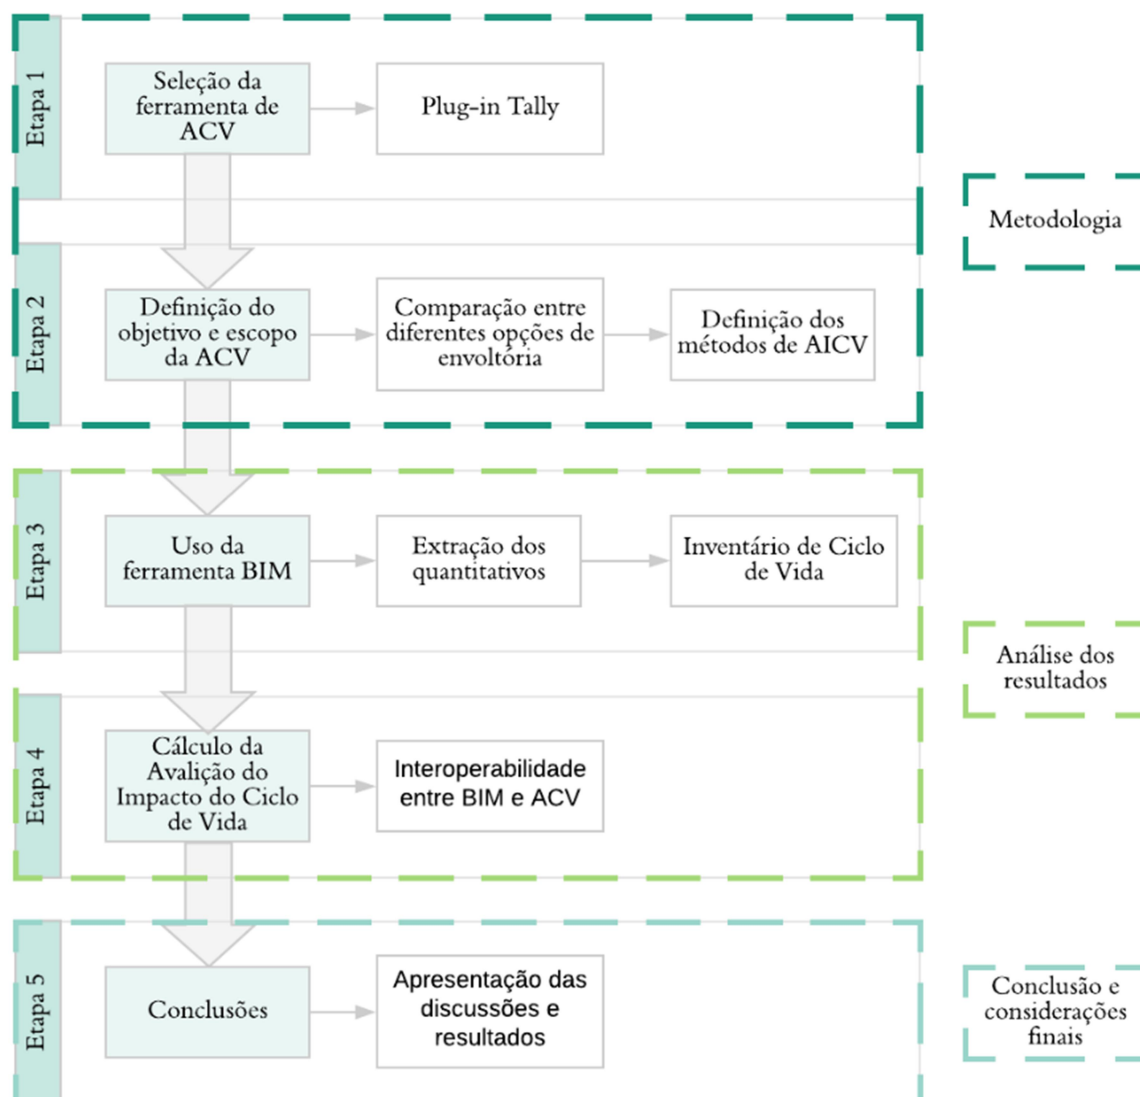 Etapa 1
Seleção da
ferramenta de
ACV
Plug-in Tally
Metodologia
Etapa 2
Definição do
objetivo e escopo
da ACV
Comparação entre
diferentes opções de
envoltória
Definição dos
métodos de AICV
Etapa 3
Uso da
ferramenta BIM
Extração dos
quantitativos
Inventário de Ciclo
de Vida
Análise dos
resultados
Etapa 4
Cálculo da
Avalição do
Impacto do Ciclo
de Vida
Interoperabilidade
entre BIM e ACV
Etapa 5
Conclusões
Apresentação das
discussões e
resultados
Conclusão e
considerações
finais